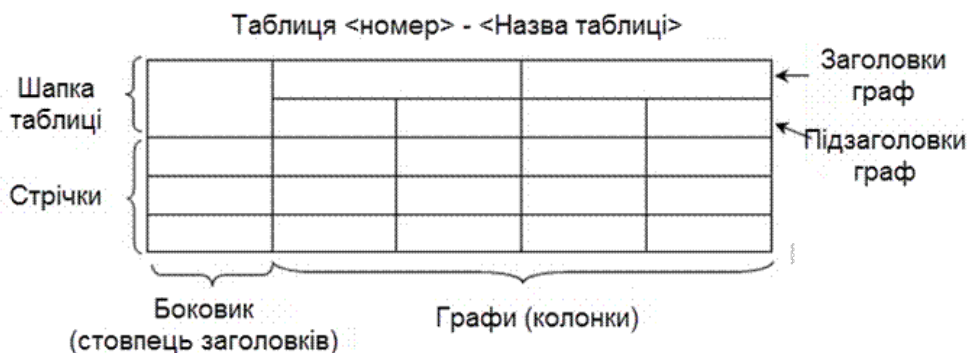 Таблиця <номер> - <Назва таблиці>
Шапка
таблиці
Заголовки
граф
Підзаголовки
граф
Стрічки
Боковик
(стовпець заголовків)
Графи (колонки)